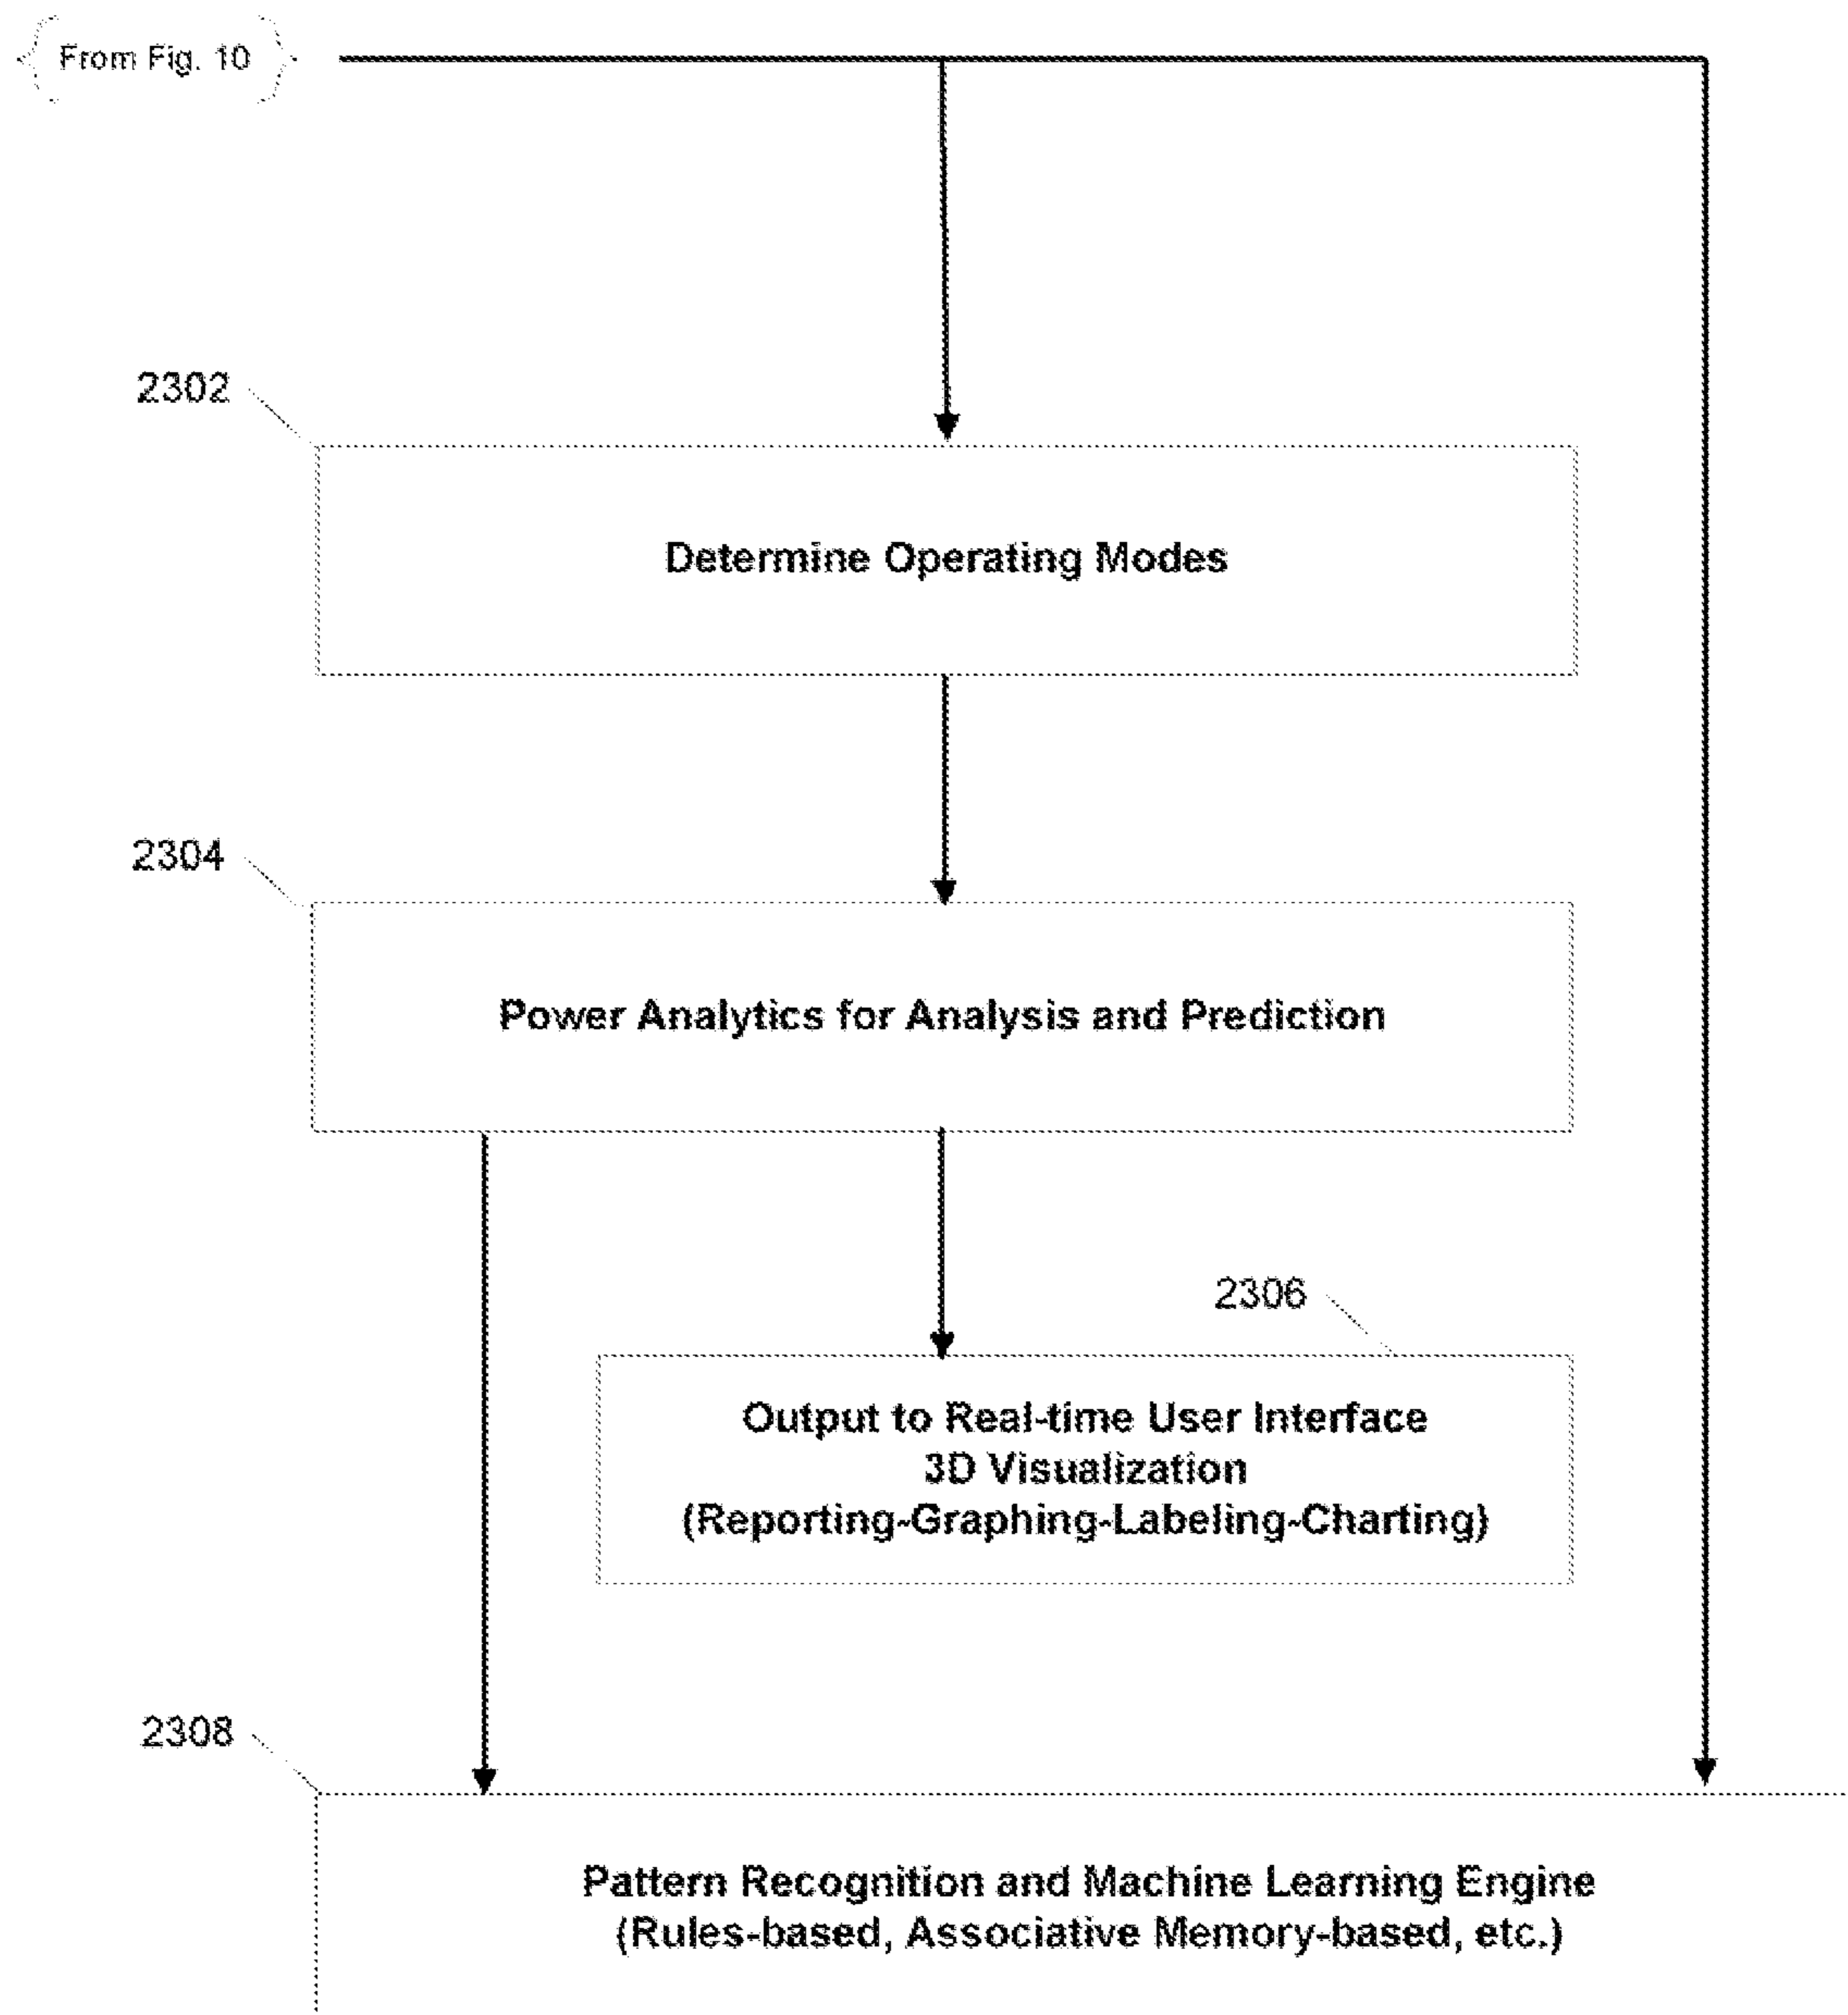 From Fig. 10
2302
Determine Operating Modes
2304
Power Analytics for Analysis and Prediction
2306
Output to Real-time User Interface
3D Visualization
(Reporting-Graphing-Labeling-Charting)
2308
Pattern Recognition and Machine Learning Engine
(Rules-based, Associative Memory-based, etc.)